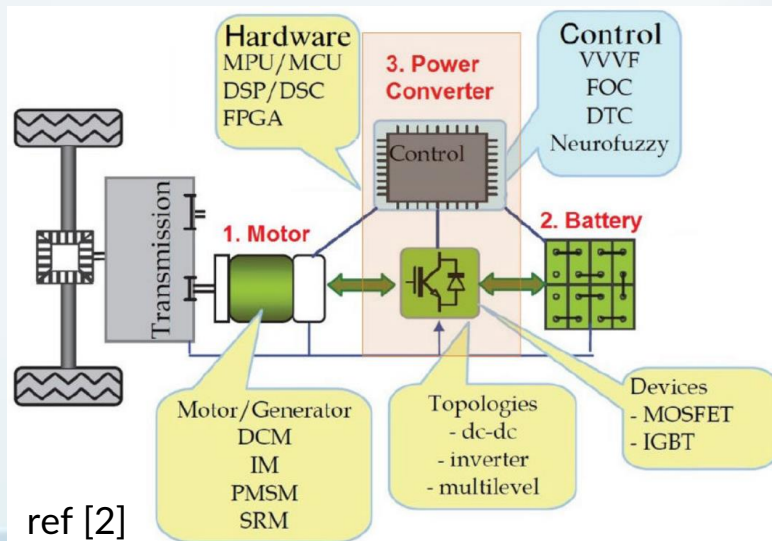 Hardware
MPU/MCU
DSP/DSC
FPGA
3. Power
Converter
Control
VVVF
FOC
DTC
Neurofuzzy
Control
Transmission
1. Motor
2. Battery
Motor/Generator
DCM
IM
PMSM
SRM
Topologies
- dc-dc
- inverter
- multilevel
Devices
- MOSFET
- IGBT
ref [2]